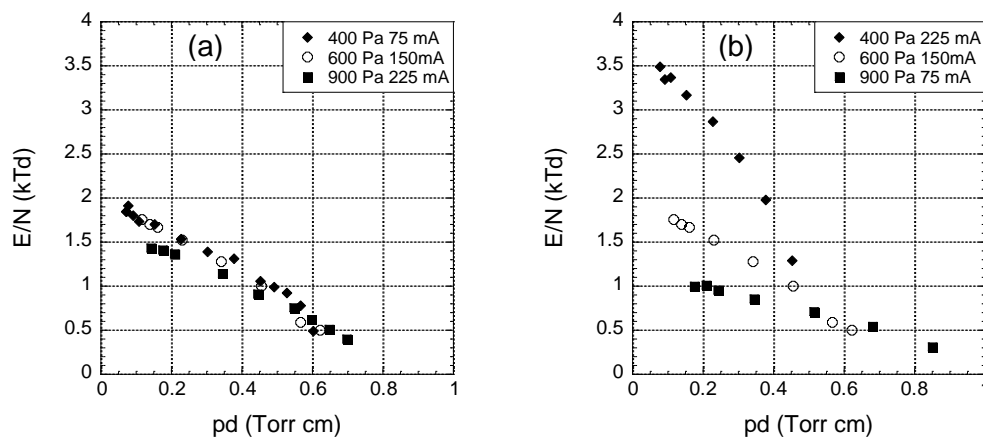 (a)
400 Pa 75 mA
600 Pa 150mA
900 Pa 225 mA
4
3.5
3
2.5
2
1.5
1
0.5
0
E/N (kTd)
0 0.2 0.4 0.6 0.8 1
pd (Torr cm)
(b)
400 Pa 225 mA
600 Pa 150mA
900 Pa 75 mA
4
3.5
3
2.5
2
1.5
1
0.5
0
E/N (kTd)
0 0.2 0.4 0.6 0.8 1
pd (Torr cm)